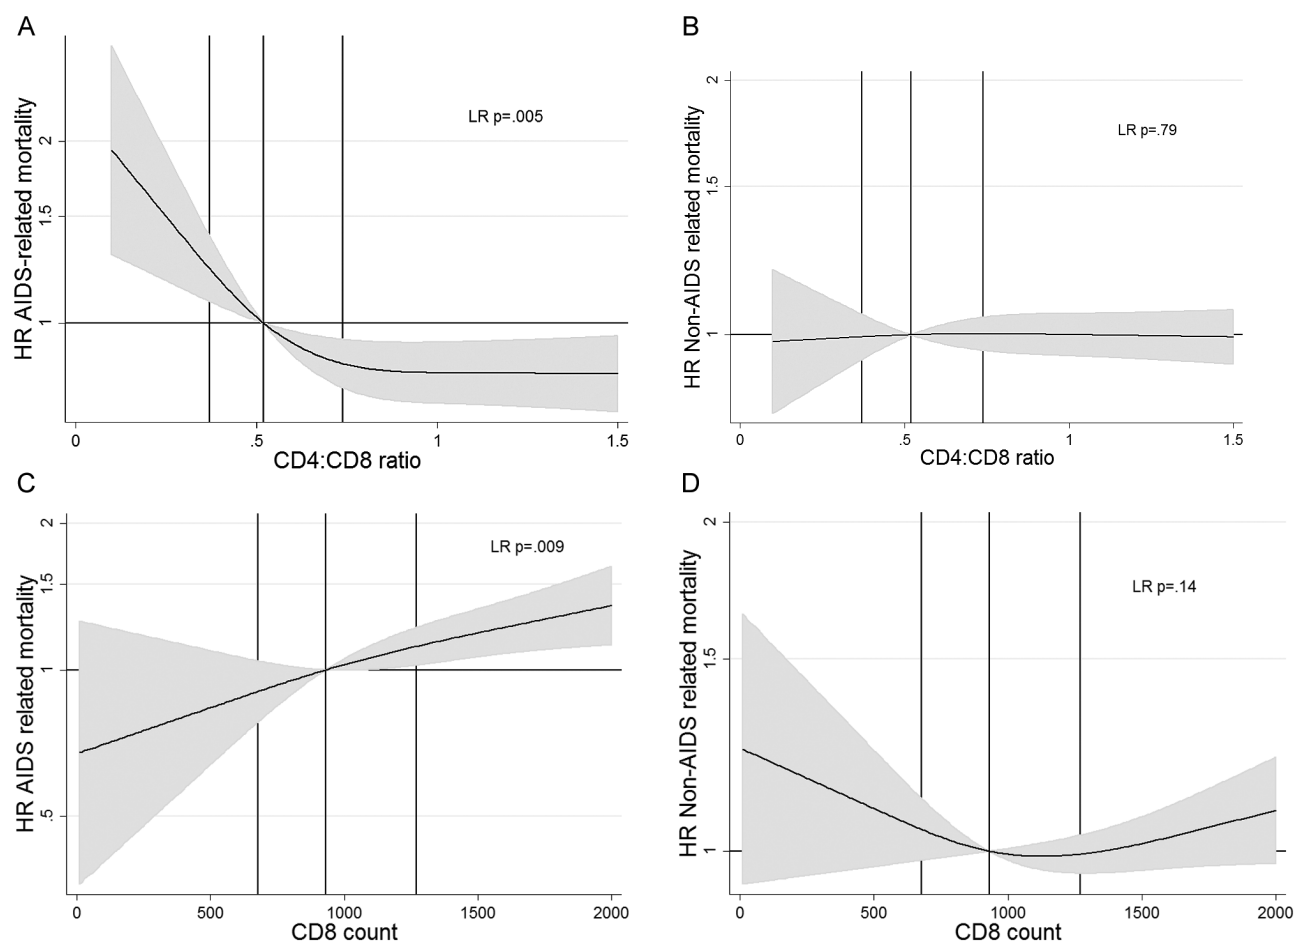 A
HR AIDS-related mortality
2
1.5
1
LR p=.005
0
.5
1
1.5
CD4:CD8 ratio
B
HR Non-AIDS related mortality
2
1.5
1
LR p=.79
0
.5
1
1.5
CD4:CD8 ratio
C
HR AIDS related mortality
2
1.5
1
.5
LR p=.009
0
500
1000
1500
2000
CD8 count
D
HR Non-AIDS related mortality
2
1.5
1
LR p=.14
0
500
1000
1500
2000
CD8 count